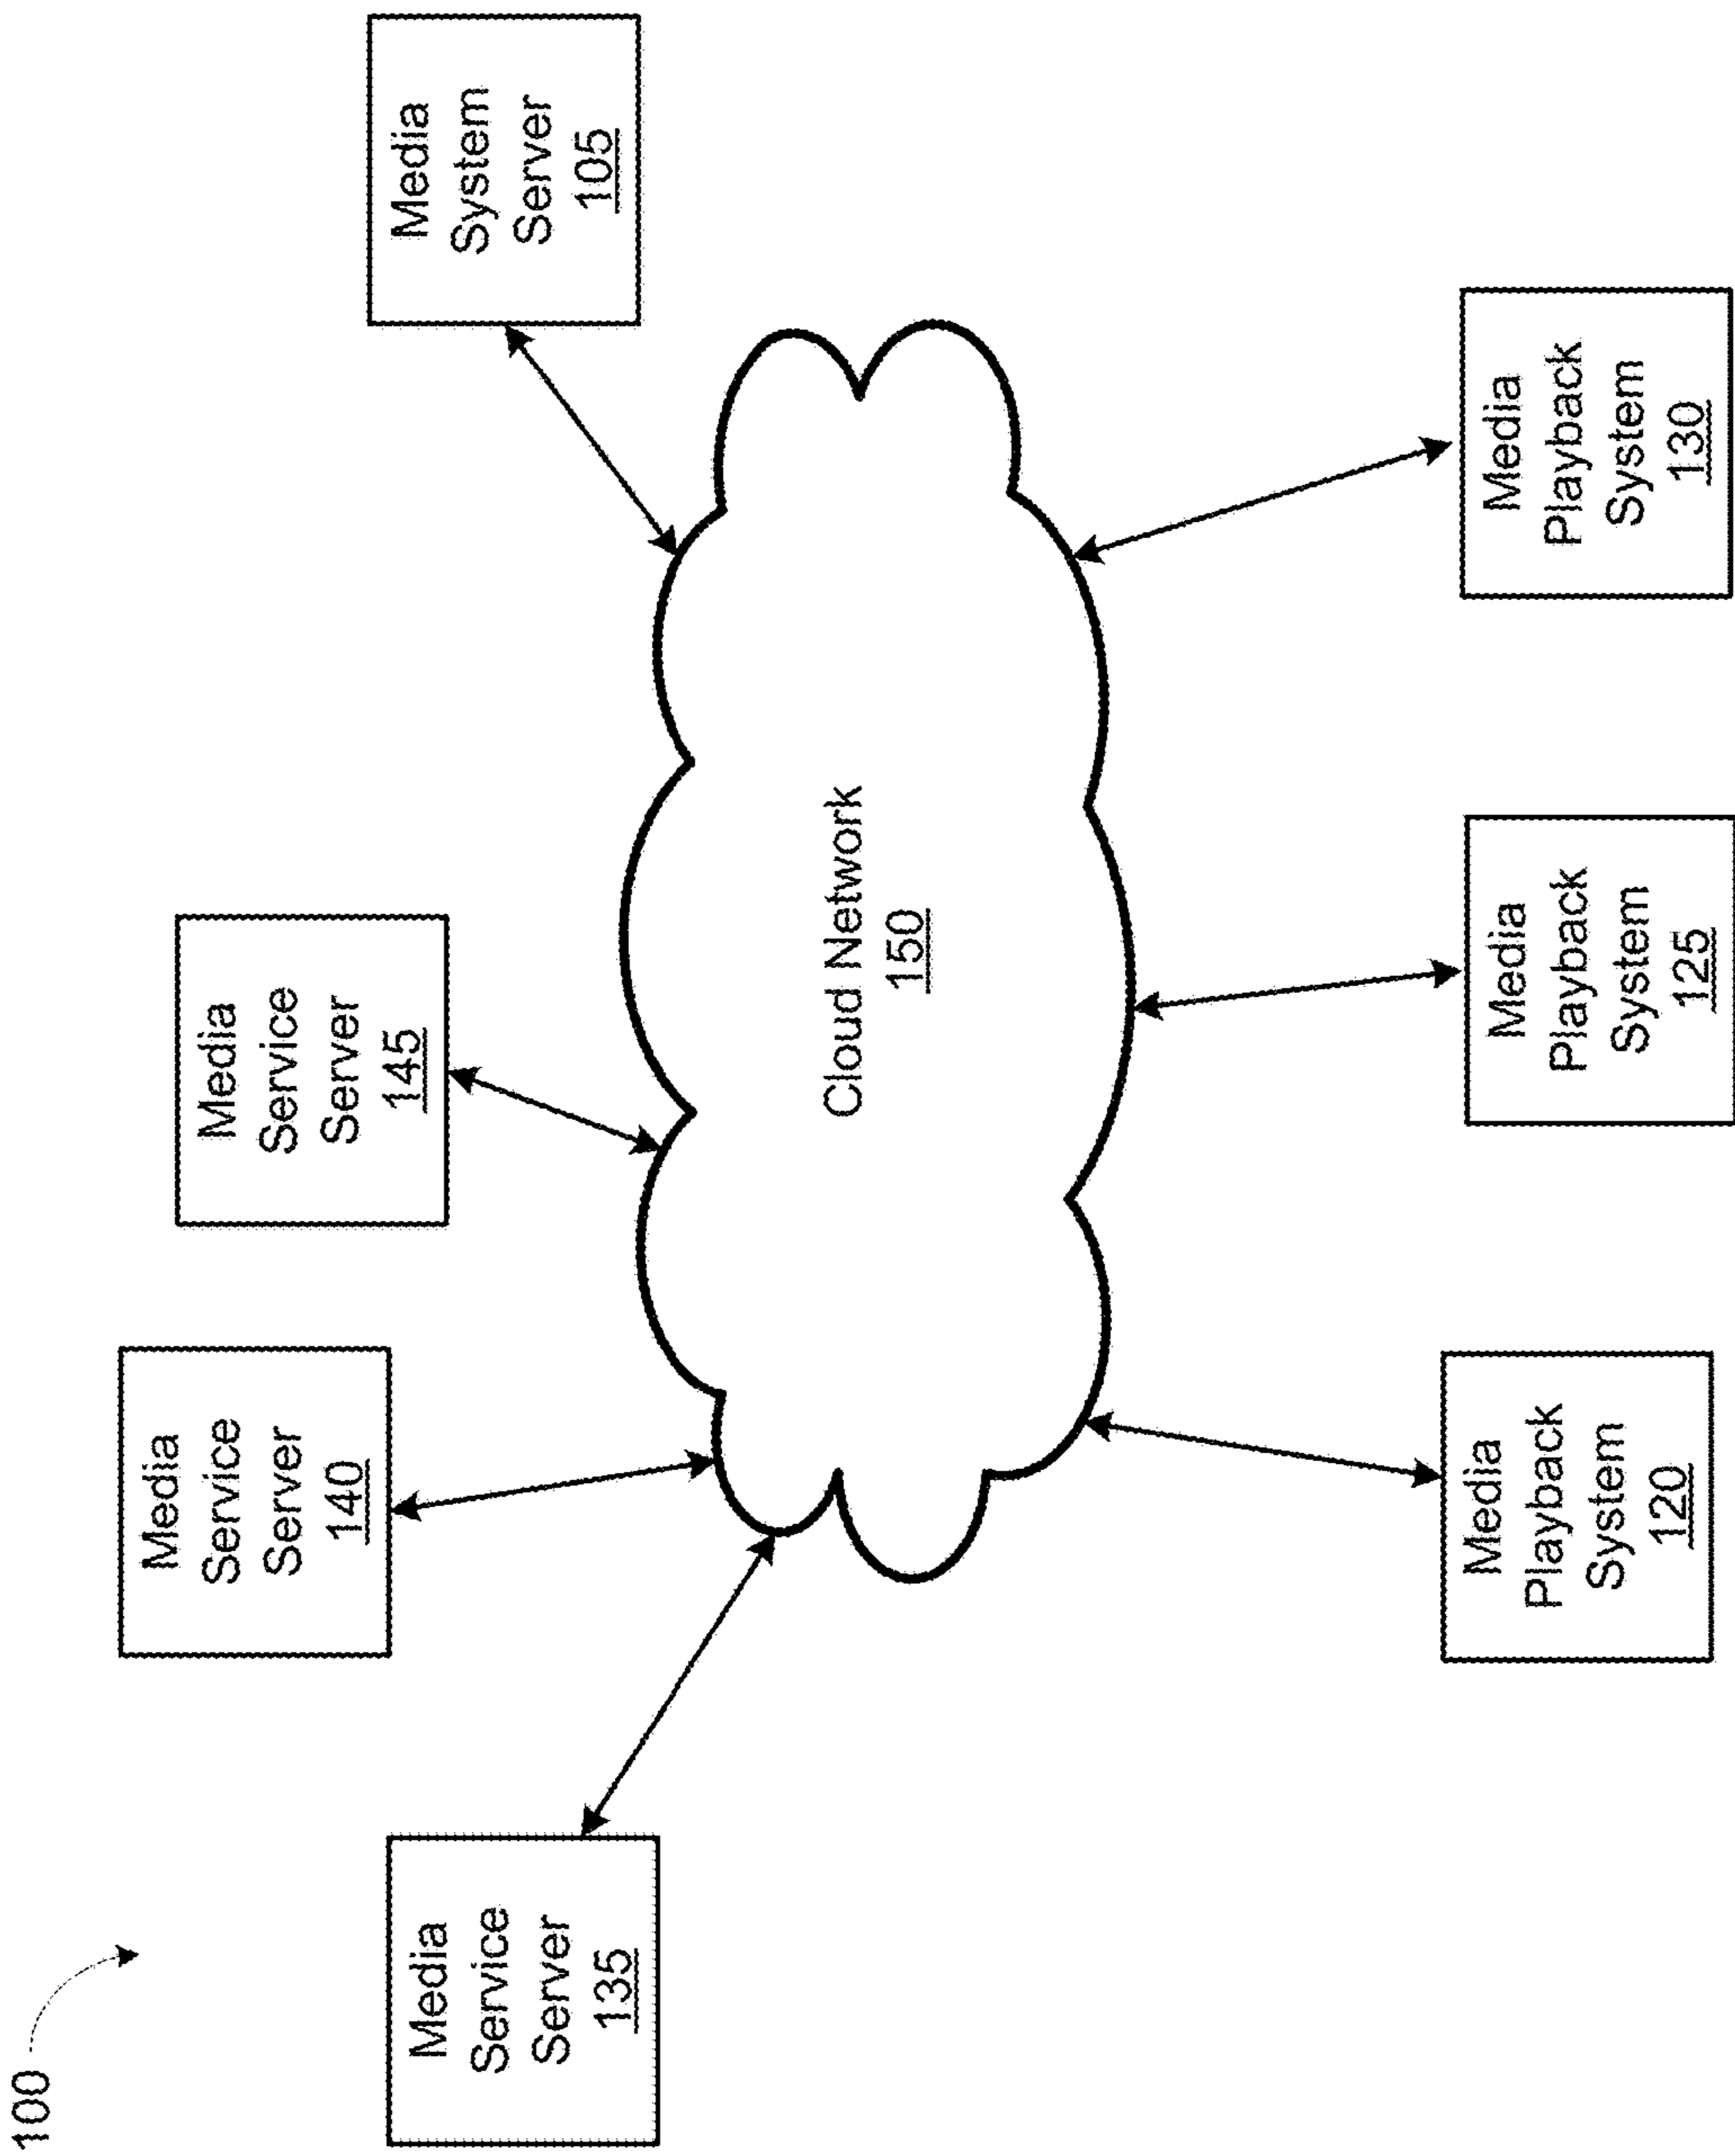 100
Media
Service
Server
135
Media
Service
Server
140
Media
Service
Server
145
Media
System
Server
105
Cloud Network
150
Media
Playback
System
120
Media
Playback
System
125
Media
Playback
System
130